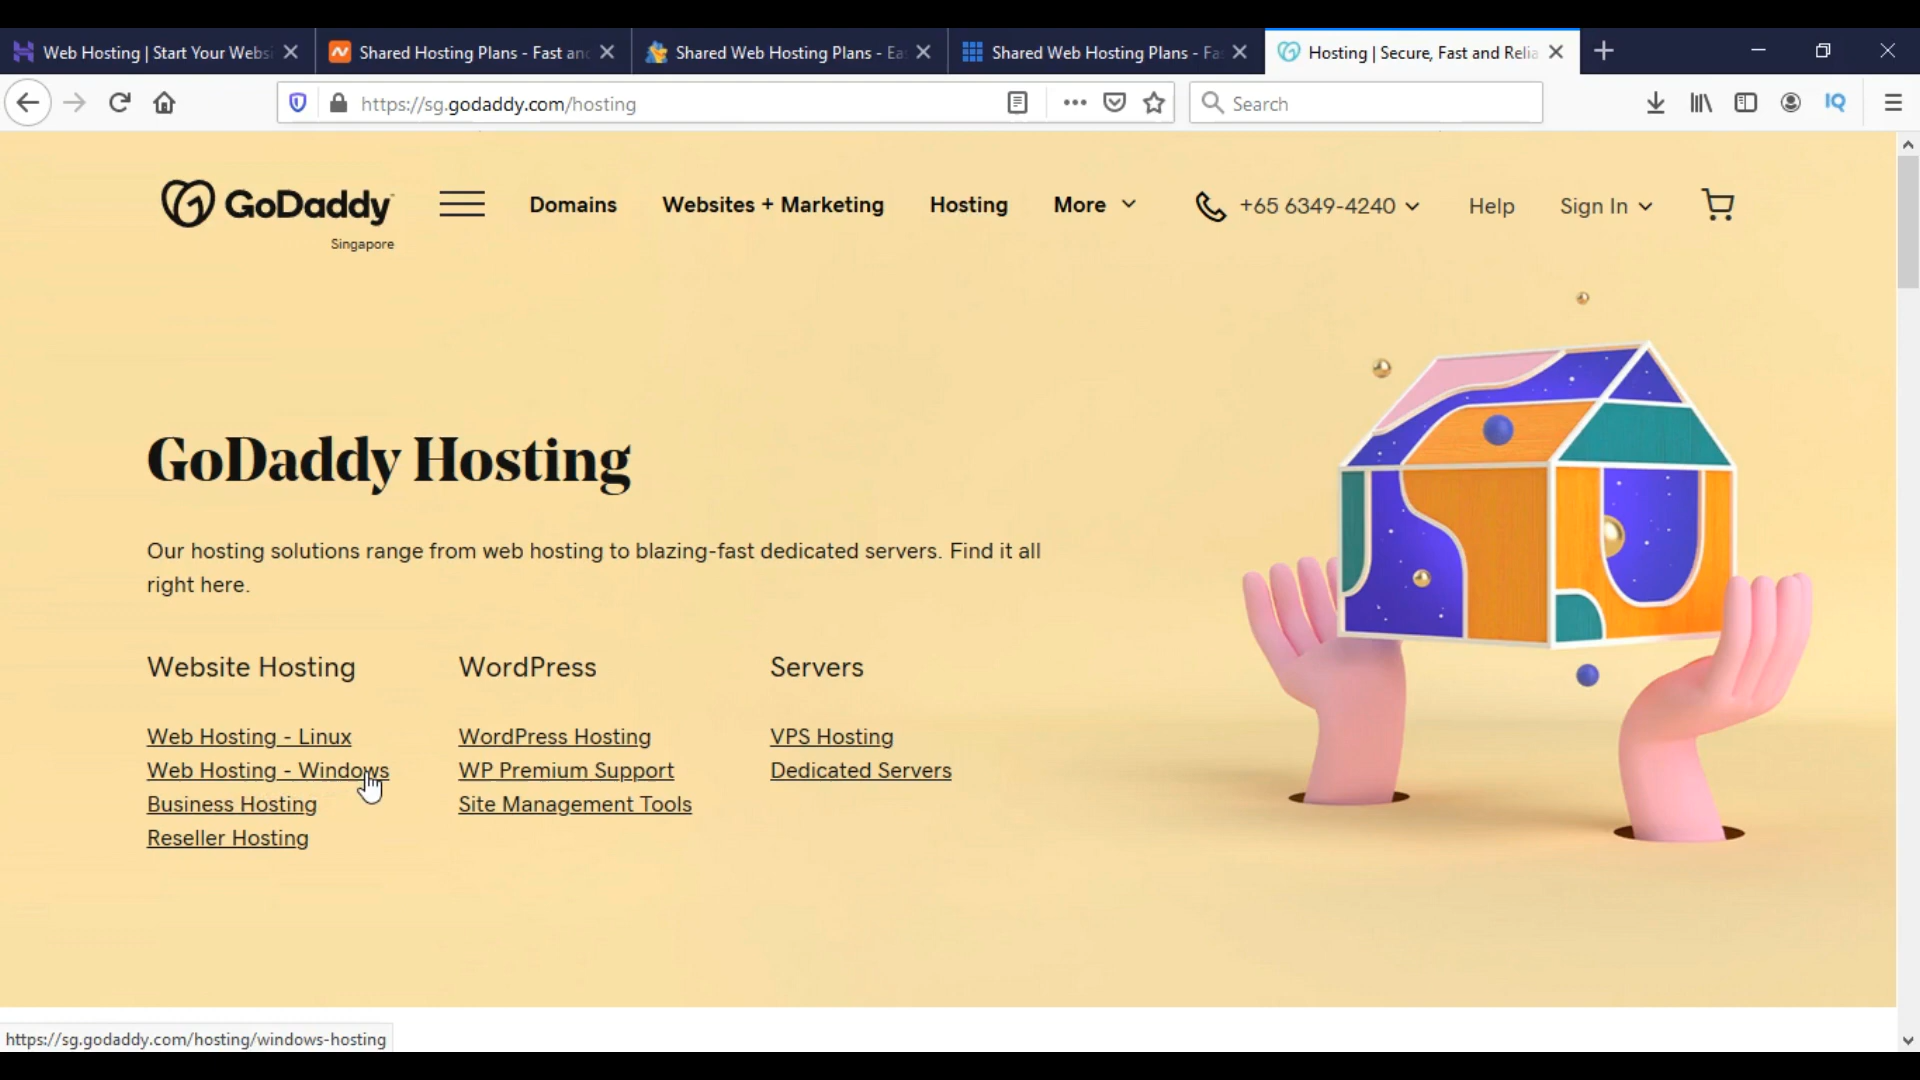 Web Hosting | Start Your Webs
Shared Hosting Plans - Fast an
Shared Web Hosting Plans - Ea
Shared Web Hosting Plans - Fa
Hosting | Secure, Fast and Relia
https://sg.godaddy.com/hosting
Search
IQ
GoDaddy
Singapore
Domains
Websites + Marketing
Hosting
More
+65 6349-4240
Help
Sign In
GoDaddy Hosting
Our hosting solutions range from web hosting to blazing-fast dedicated servers. Find it all
right here.
Website Hosting
Web Hosting - Linux
Web Hosting - Windows
Business Hosting
Reseller Hosting
WordPress
WordPress Hosting
WP Premium Support
Site Management Tools
Servers
VPS Hosting
Dedicated Servers
https://sg.godaddy.com/hosting/windows-hosting